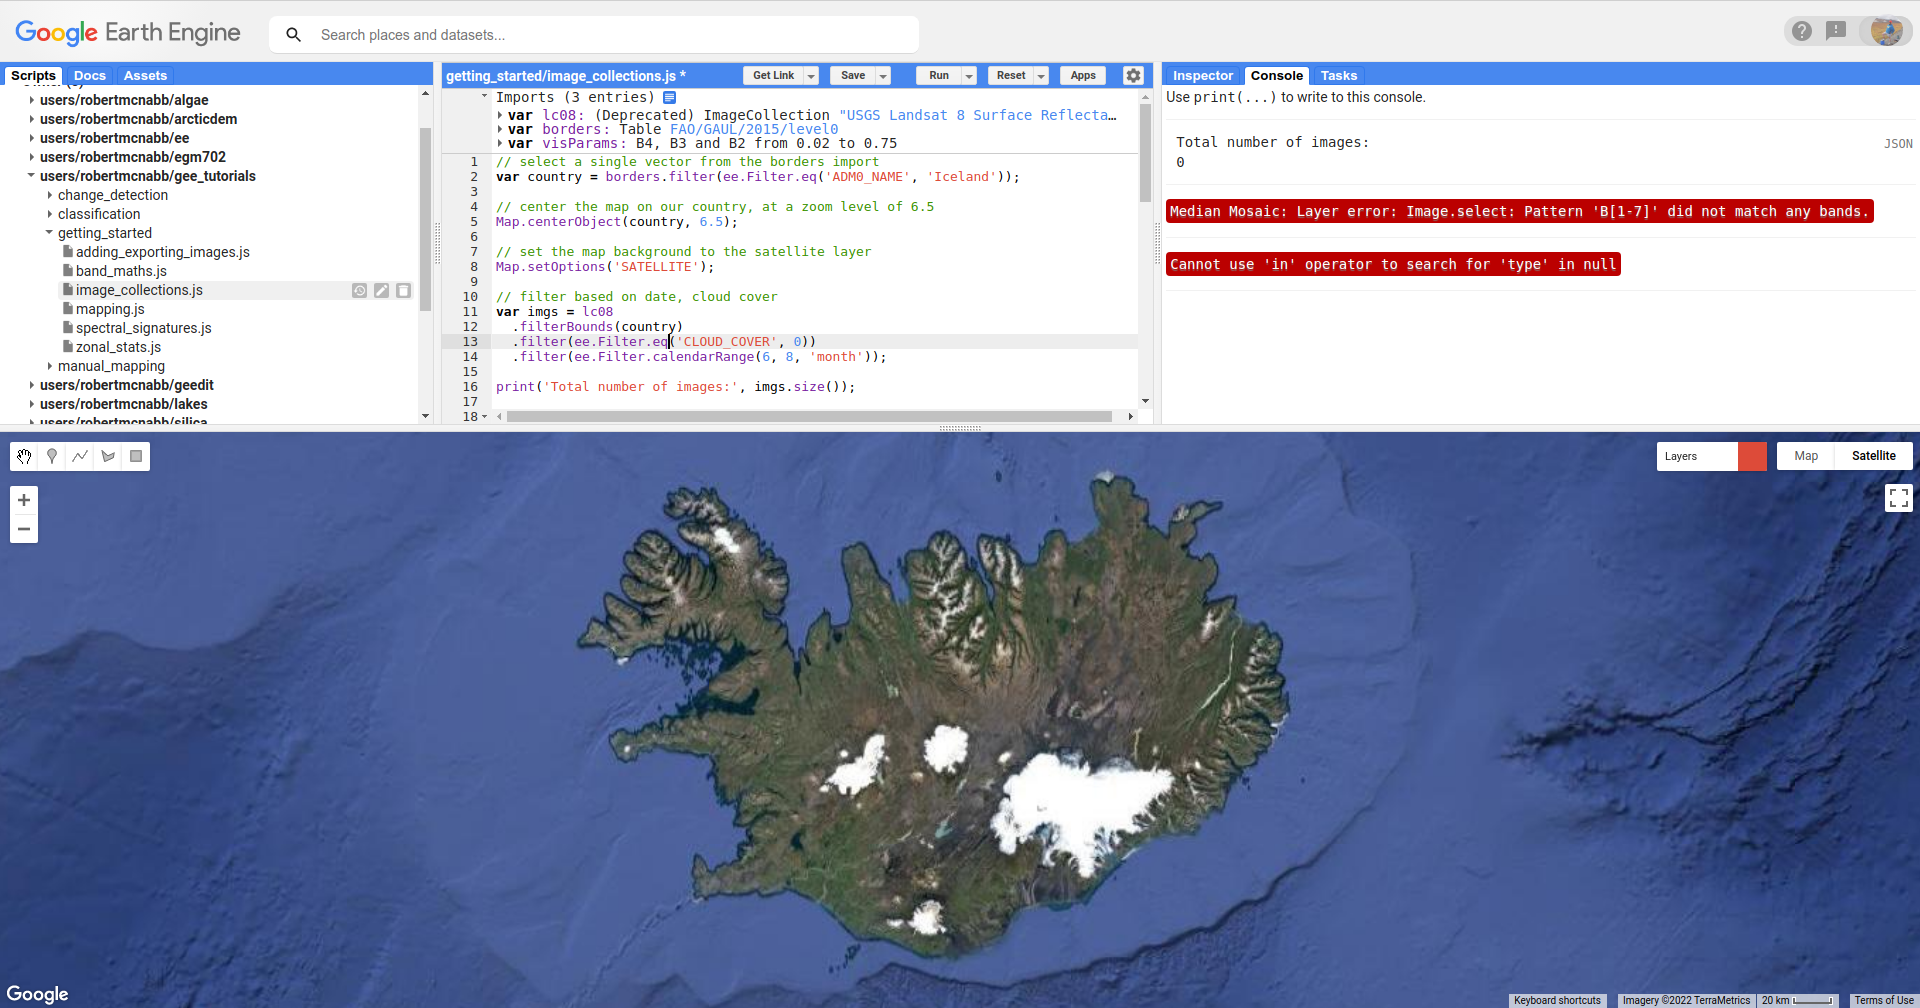 Google Earth Engine
Search places and datasets...
Scripts Docs Assets
users/robertmcnabb/algae
users/robertmcnabb/arcticdem
users/robertmcnabb/ee
users/robertmcnabb/egm702
users/robertmcnabb/gee_tutorials
change_detection
classification
getting_started
adding_exporting_images.js
band_maths.js
image_collections.js
mapping.js
spectral_signatures.js
zonal_stats.js
manual_mapping
users/robertmcnabb/geedit
users/robertmcnabb/lakes
users/robertmcnabb/silica
getting_started/image_collections.js *
Get Link Save Run Reset Apps
Imports (3 entries)
var lc08: (Deprecated) ImageCollection "USGS Landsat 8 Surface Reflecta…
var borders: Table FAO/GAUL/2015/level0
var visParams: B4, B3 and B2 from 0.02 to 0.75
1 // select a single vector from the borders import
2 var country = borders.filter(ee.Filter.eq('ADM0_NAME', 'Iceland'));
3
4 // center the map on our country, at a zoom level of 6.5
5 Map.centerObject(country, 6.5);
6
7 // set the map background to the satellite layer
8 Map.setOptions('SATELLITE');
9
10 // filter based on date, cloud cover
11 var imgs = lc08
12 .filterBounds(country)
13 .filter(ee.Filter.eq('CLOUD_COVER', 0))
14 .filter(ee.Filter.calendarRange(6, 8, 'month'));
15
16 print('Total number of images:', imgs.size());
17
18
Inspector Console Tasks
Use print(...) to write to this console.
Total number of images:
JSON
0
Median Mosaic: Layer error: Image.select: Pattern 'B[1-7]' did not match any bands.
Cannot use 'in' operator to search for 'type' in null
Layers
Map Satellite
Google
Keyboard shortcuts
Imagery ©2022 TerraMetrics
20 km
Terms of Use